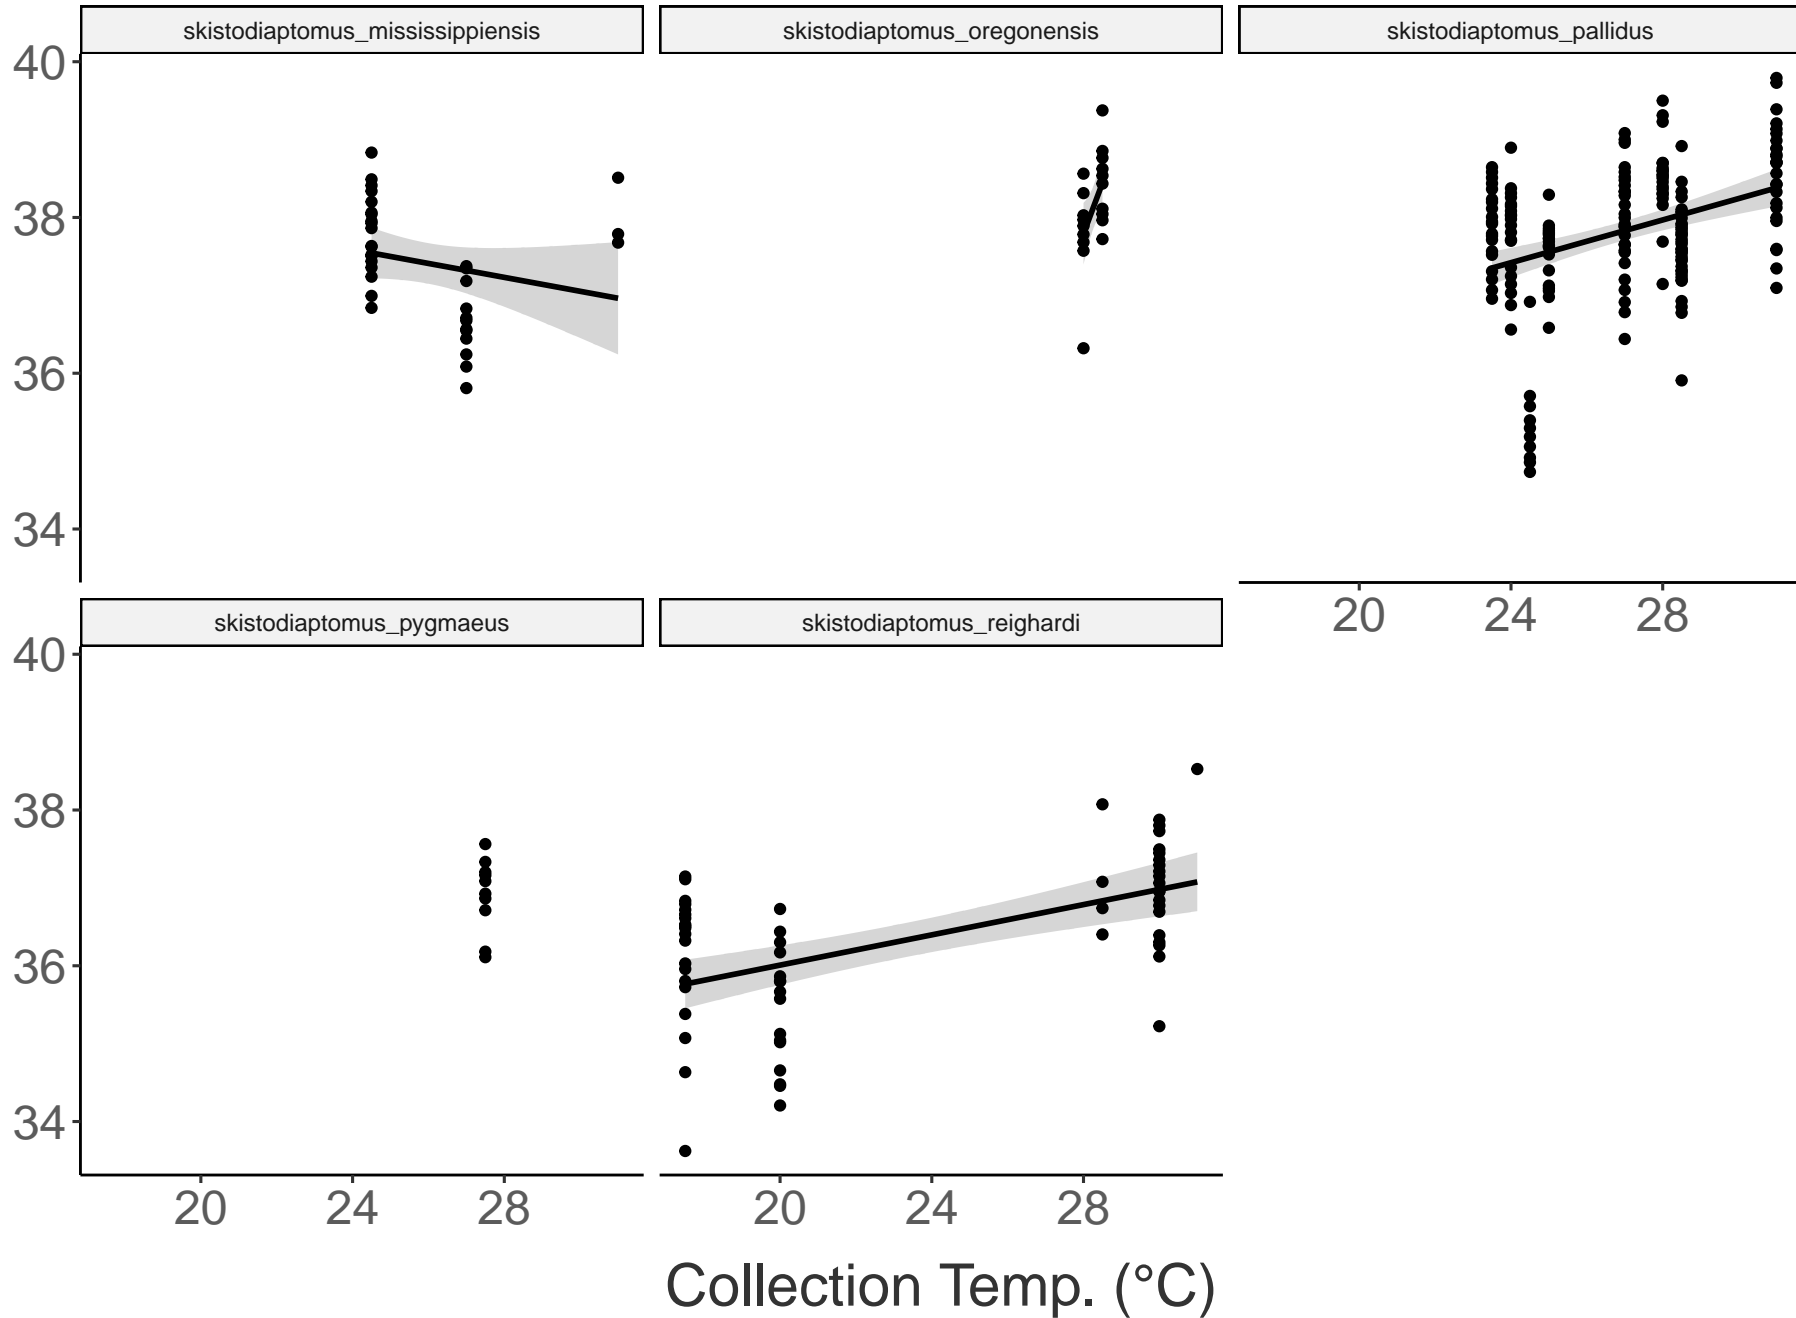 skistodiaptomus_mississippiensis skistodiaptomus_oregonensis skistodiaptomus_pallidus
40
38
36
34
20 24 28
skistodiaptomus_pygmaeus skistodiaptomus_reighardi
40
38
36
34
20 24 28 20 24 28
Collection Temp. (°C)